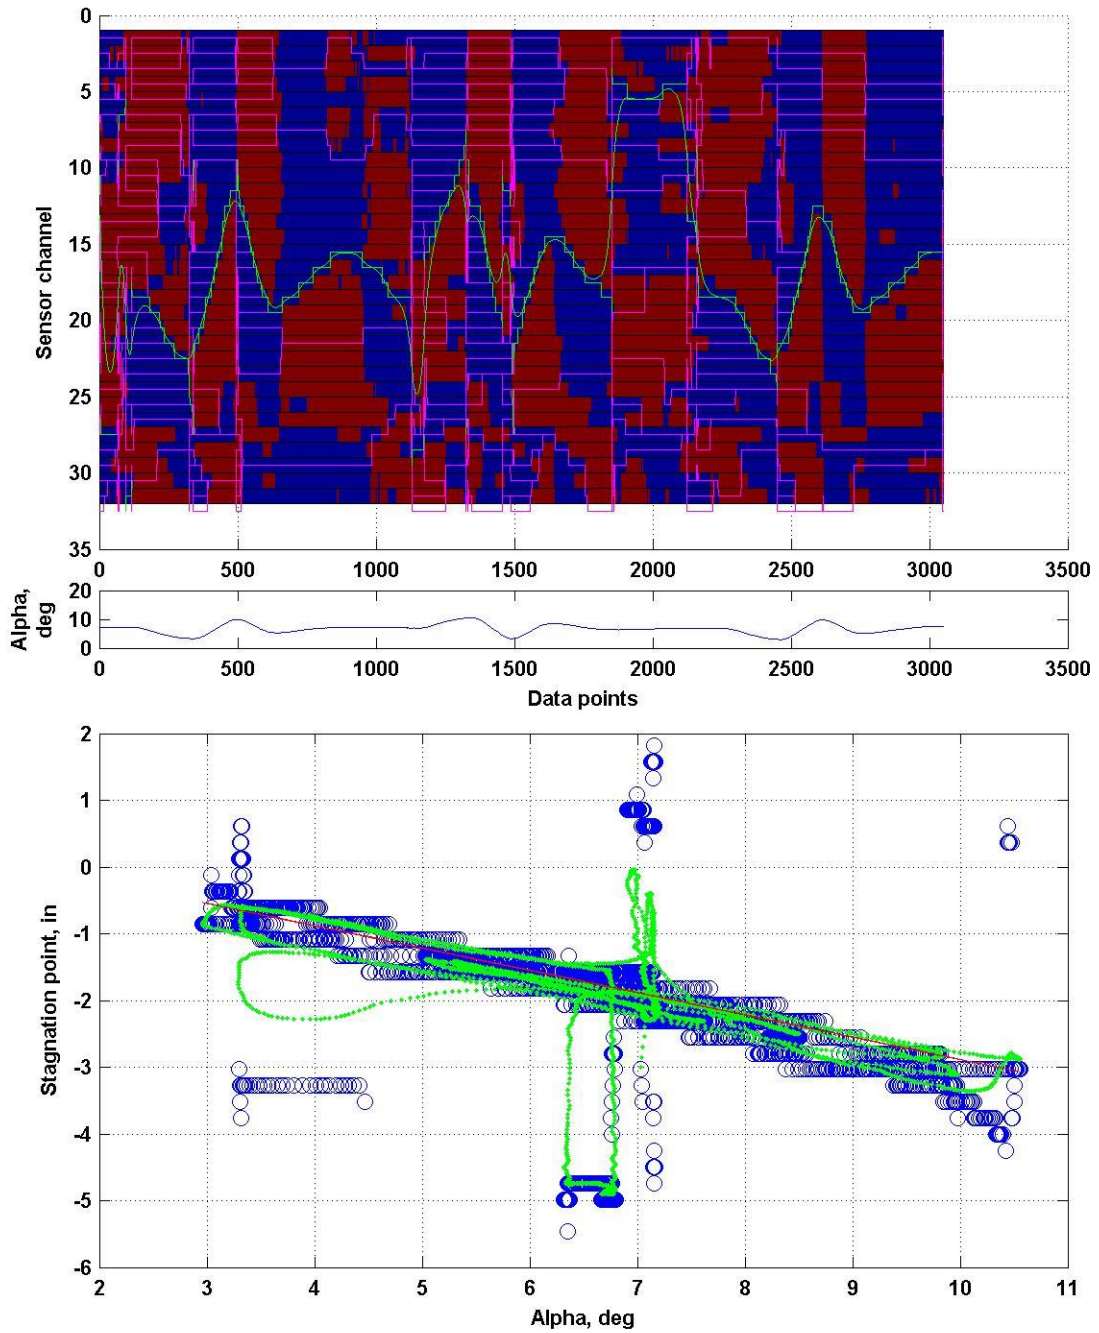 0
5
10
15
20
25
30
35
Sensor channel
0 500 1000 1500 2000 2500 3000 3500
20
10
0
Alpha,
deg
0 500 1000 1500 2000 2500 3000 3500
Data points
2
1
0
-1
-2
-3
-4
-5
-6
Stagnation point, in
2 3 4 5 6 7 8 9 10 11
Alpha, deg